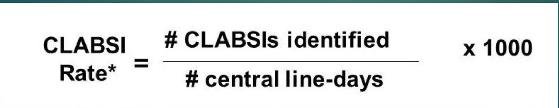 CLABSI
Rate*
=
# CLABSIs identified
# central line-days
x 1000